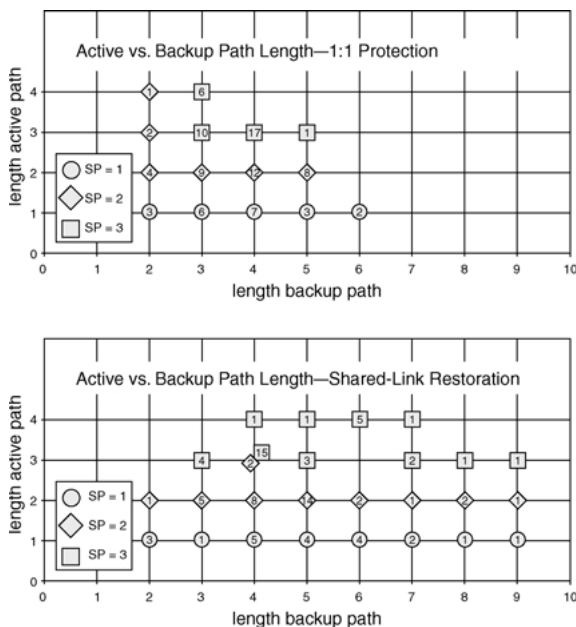 Active vs. Backup Path Length—1:1 Protection
length active path
4
1 6
3
2 10 17 1
SP = 1
SP = 2
SP = 3
2
4 9 12 8
1
3 6 7 3 2
0
0 1 2 3 4 5 6 7 8 9 10
length backup path
Active vs. Backup Path Length—Shared-Link Restoration
length active path
4
1 1 5 1
3
4 2 15 3 2 1 1
SP = 1
SP = 2
SP = 3
2
1 5 8 14 2 1 2 1
1
3 1 5 4 4 2 1 1
0
0 1 2 3 4 5 6 7 8 9 10
length backup path